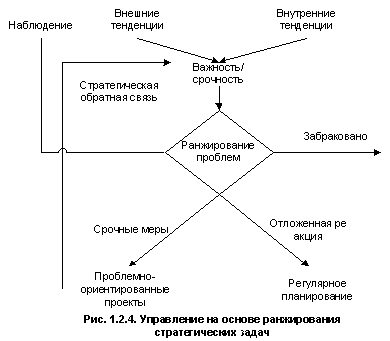 Наблюдение
Внешние
тенденции
Внутренние
тенденции
Важность/
срочность
Стратегическая
обратная связь
Ранжирование
проблем
Забраковано
Срочные меры
Отложенная ре
акция
Проблемно-
ориентированные
проекты
Регулярное
планирование
Рис. 1.2.4. Управление на основе ранжирования
стратегических задач